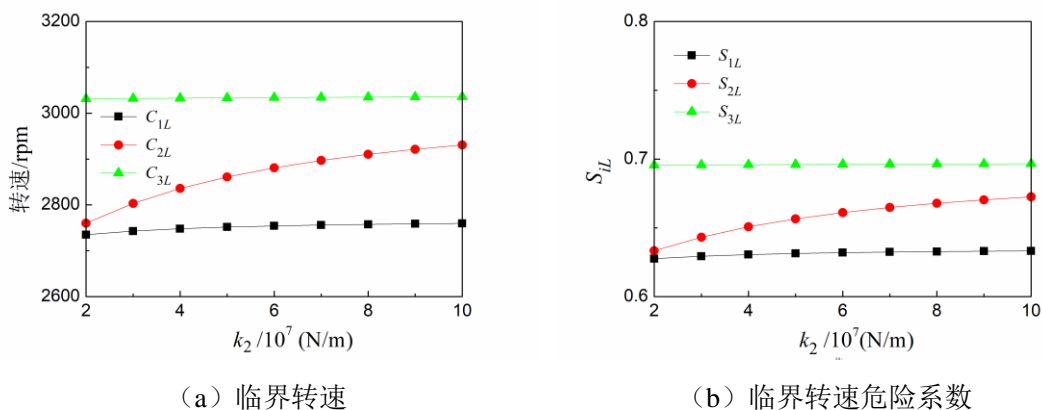 3200
3000
2800
2600
转速/rpm
C1L
C2L
C3L
2 4 6 8 10
k2 /10^7 (N/m)
（a）临界转速
0.8
0.7
0.6
SiL
S1L
S2L
S3L
2 4 6 8 10
k2 /10^7(N/m)
（b）临界转速危险系数